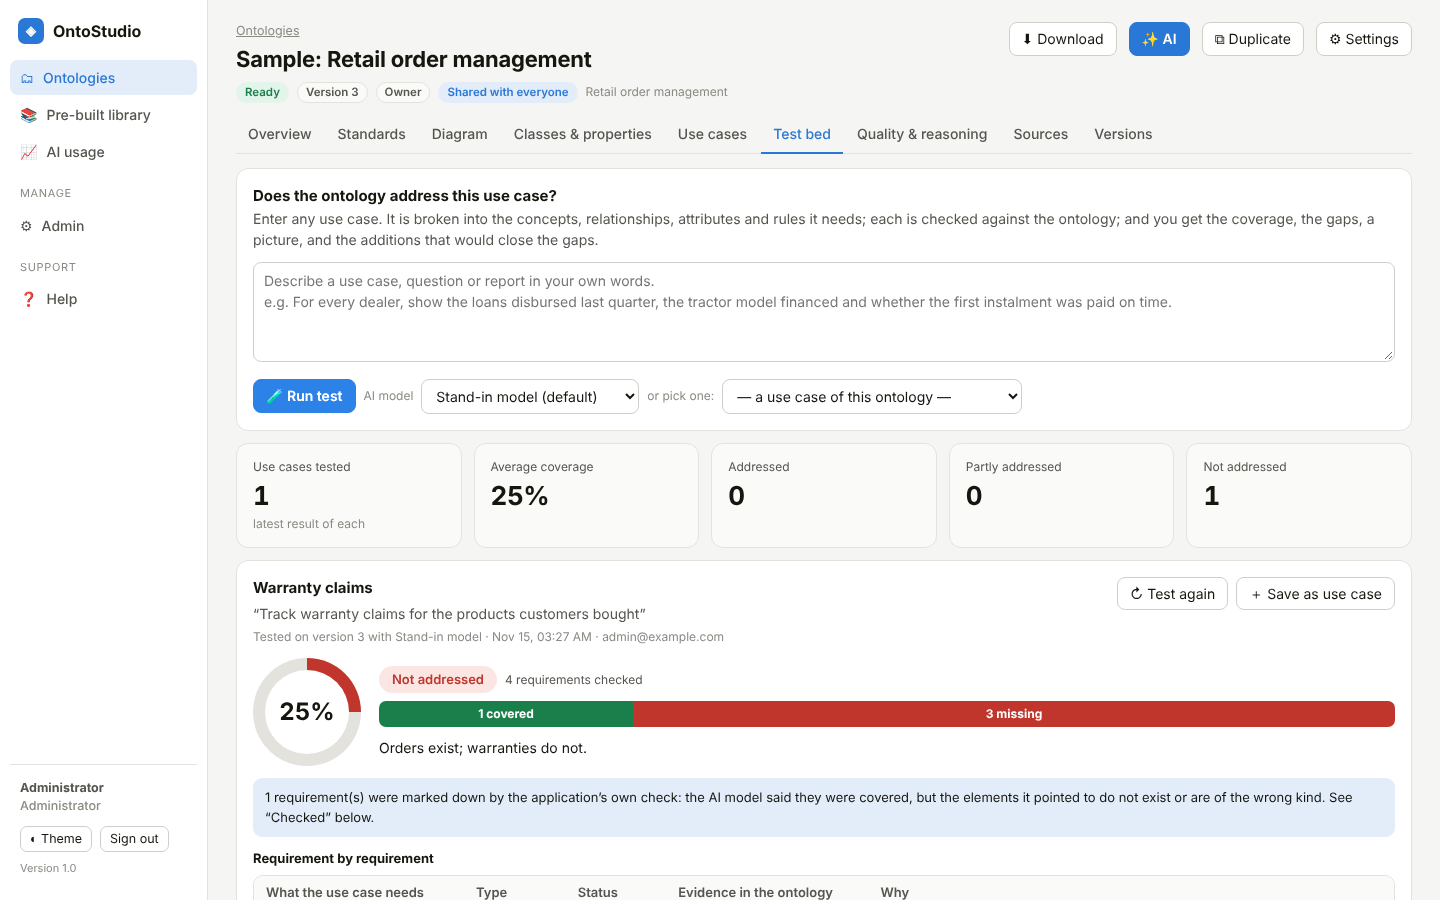 OntoStudio
Ontologies
Pre-built library
AI usage
MANAGE
Admin
SUPPORT
Help
Administrator
Administrator
Theme
Sign out
Version 1.0
Ontologies
Sample: Retail order management
Download
AI
Duplicate
Settings
Ready
Version 3
Owner
Shared with everyone
Retail order management
Overview
Standards
Diagram
Classes & properties
Use cases
Test bed
Quality & reasoning
Sources
Versions
Does the ontology address this use case?
Enter any use case. It is broken into the concepts, relationships, attributes and rules it needs; each is checked against the ontology; and you get the coverage, the gaps, a
picture, and the additions that would close the gaps.
Describe a use case, question or report in your own words.
e.g. For every dealer, show the loans disbursed last quarter, the tractor model financed and whether the first instalment was paid on time.
Run test
AI model
Stand-in model (default)
or pick one:
— a use case of this ontology —
Use cases tested
1
latest result of each
Average coverage
25%
Addressed
0
Partly addressed
0
Not addressed
1
Warranty claims
Test again
+ Save as use case
“Track warranty claims for the products customers bought”
Tested on version 3 with Stand-in model · Nov 15, 03:27 AM · admin@example.com
25%
Not addressed
4 requirements checked
1 covered
3 missing
Orders exist; warranties do not.
1 requirement(s) were marked down by the application’s own check: the AI model said they were covered, but the elements it pointed to do not exist or are of the wrong kind. See
“Checked” below.
Requirement by requirement
What the use case needs
Type
Status
Evidence in the ontology
Why